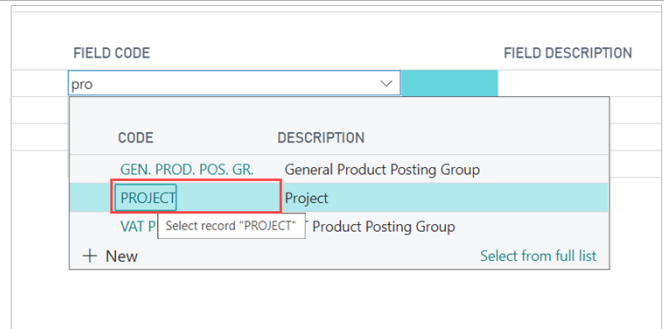 FIELD CODE FIELD DESCRIPTION
pro
CODE DESCRIPTION
GEN. PROD. POS. GR. General Product Posting Group
PROJECT Project
VAT P Product Posting Group
Select record "PROJECT"
+ New Select from full list